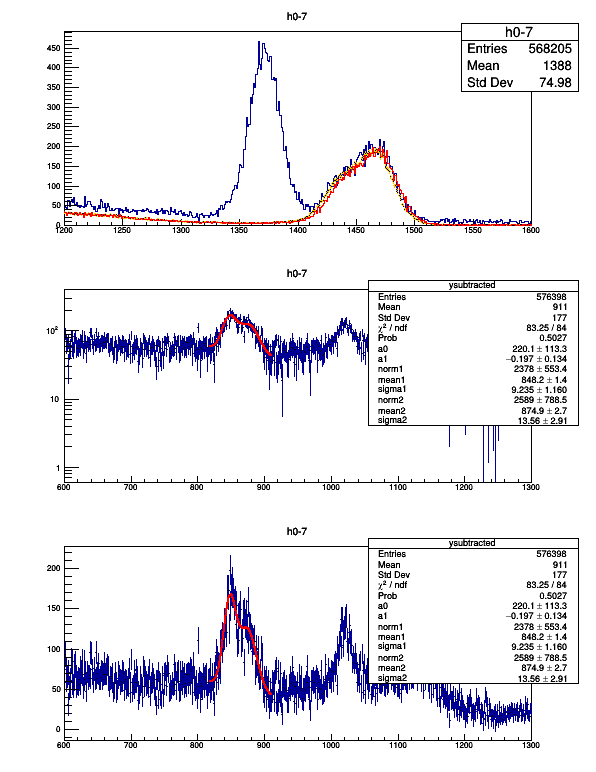 h0-7
h0-7
Entries 568205
Mean 1388
Std Dev 74.98
450
400
350
300
250
200
150
100
50
0
1200 1250 1300 1350 1400 1450 1500 1550 1600
h0-7
ysubtracted
Entries 576398
Mean 911
Std Dev 177
χ² / ndf 83.25 / 84
Prob 0.5027
a0 220.1 ± 113.3
a1 −0.197 ± 0.134
norm1 2378 ± 553.4
mean1 848.2 ± 1.4
sigma1 9.235 ± 1.160
norm2 2589 ± 788.5
mean2 874.9 ± 2.7
sigma2 13.56 ± 2.91
10²
10
1
600 700 800 900 1000 1100 1200 1300
h0-7
ysubtracted
Entries 576398
Mean 911
Std Dev 177
χ² / ndf 83.25 / 84
Prob 0.5027
a0 220.1 ± 113.3
a1 −0.197 ± 0.134
norm1 2378 ± 553.4
mean1 848.2 ± 1.4
sigma1 9.235 ± 1.160
norm2 2589 ± 788.5
mean2 874.9 ± 2.7
sigma2 13.56 ± 2.91
200
150
100
50
0
600 700 800 900 1000 1100 1200 1300